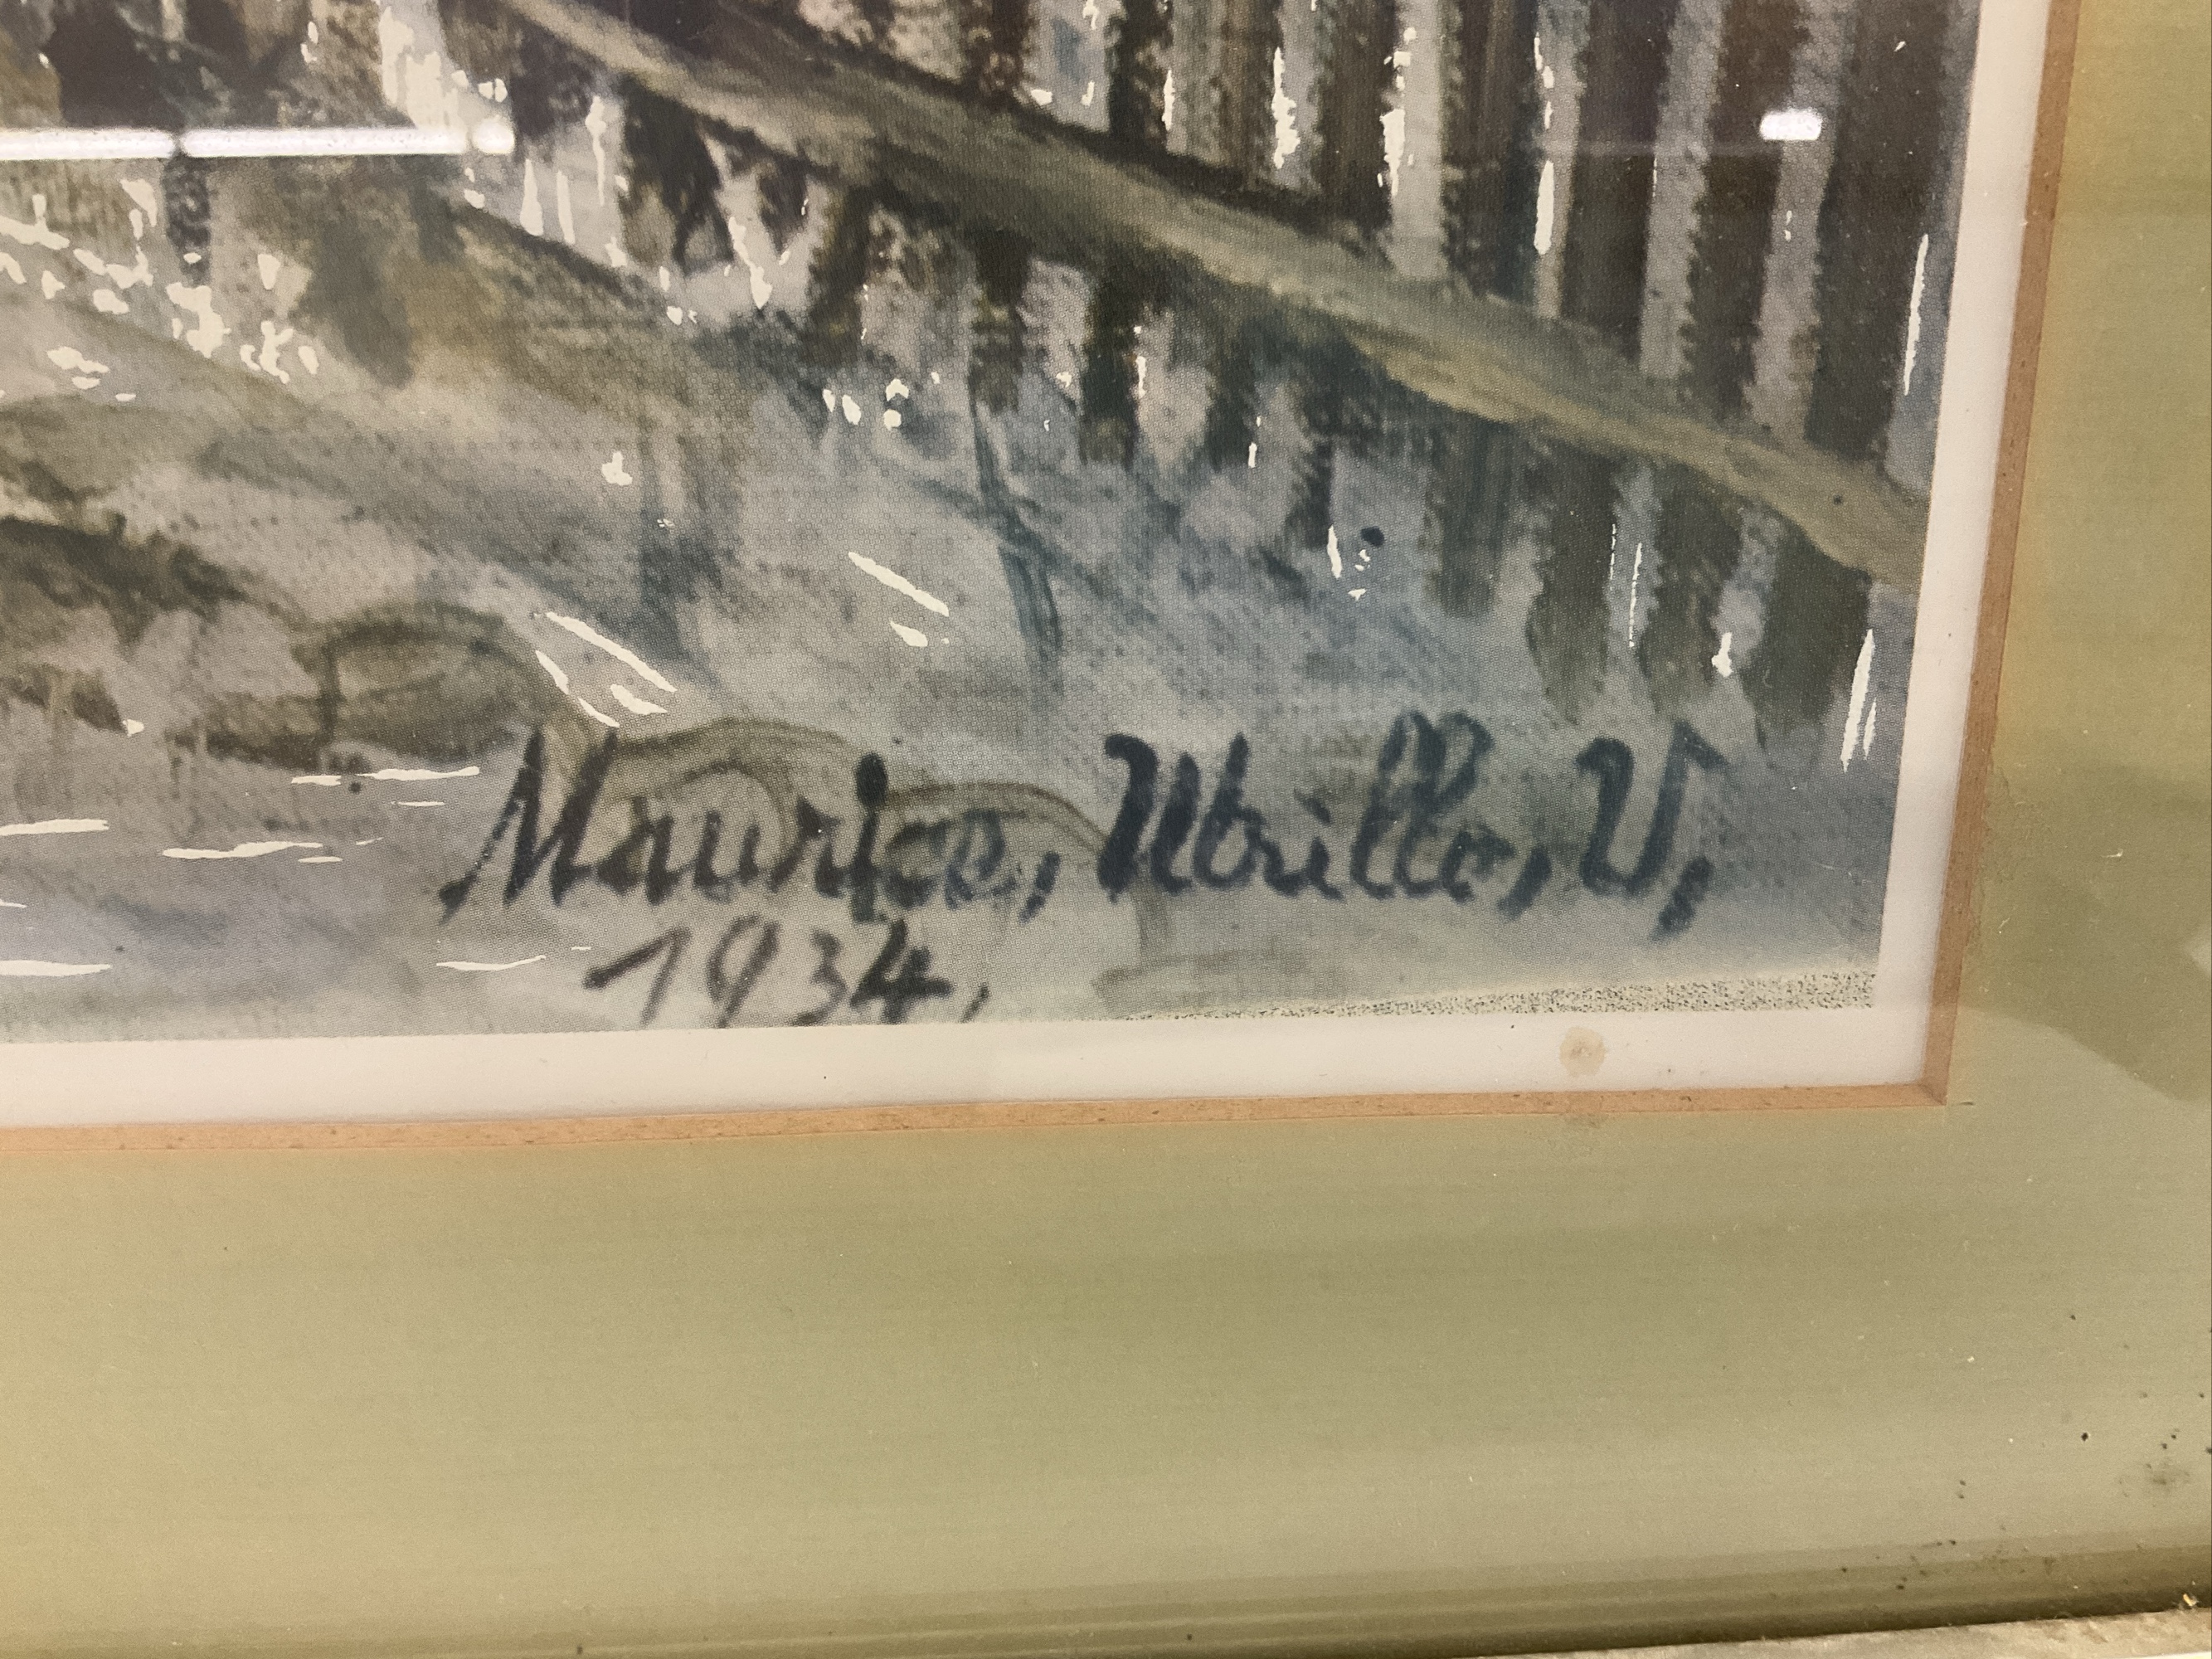 Maurice, Utrillo, V,
1934,